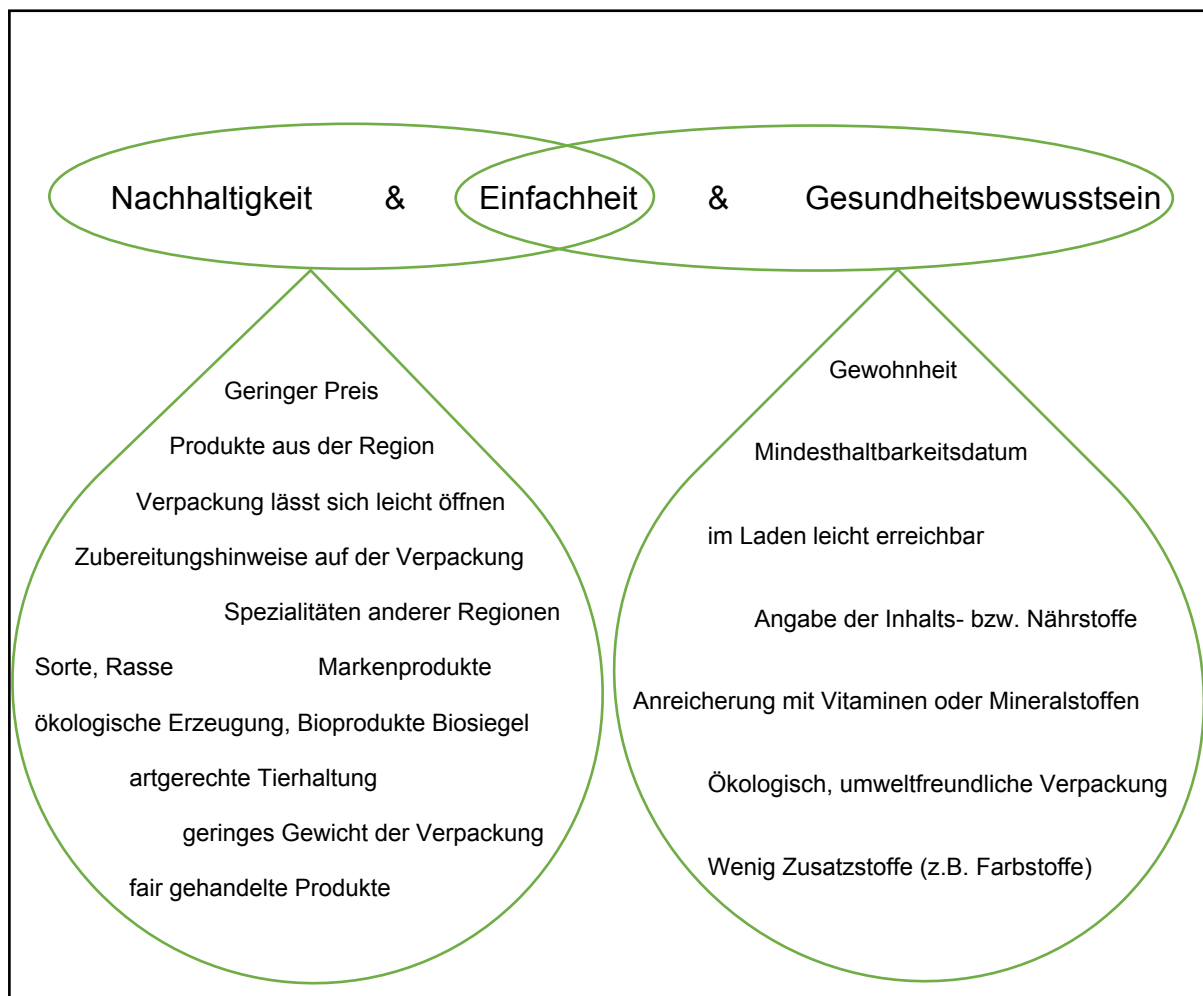 Nachhaltigkeit & Einfachheit & Gesundheitsbewusstsein
Geringer Preis
Produkte aus der Region
Verpackung lässt sich leicht öffnen
Zubereitungshinweise auf der Verpackung
Spezialitäten anderer Regionen
Sorte, Rasse Markenprodukte
ökologische Erzeugung, Bioprodukte Biosiegel
artgerechte Tierhaltung
geringes Gewicht der Verpackung
fair gehandelte Produkte
Gewohnheit
Mindesthaltbarkeitsdatum
im Laden leicht erreichbar
Angabe der Inhalts- bzw. Nährstoffe
Anreicherung mit Vitaminen oder Mineralstoffen
Ökologisch, umweltfreundliche Verpackung
Wenig Zusatzstoffe (z.B. Farbstoffe)